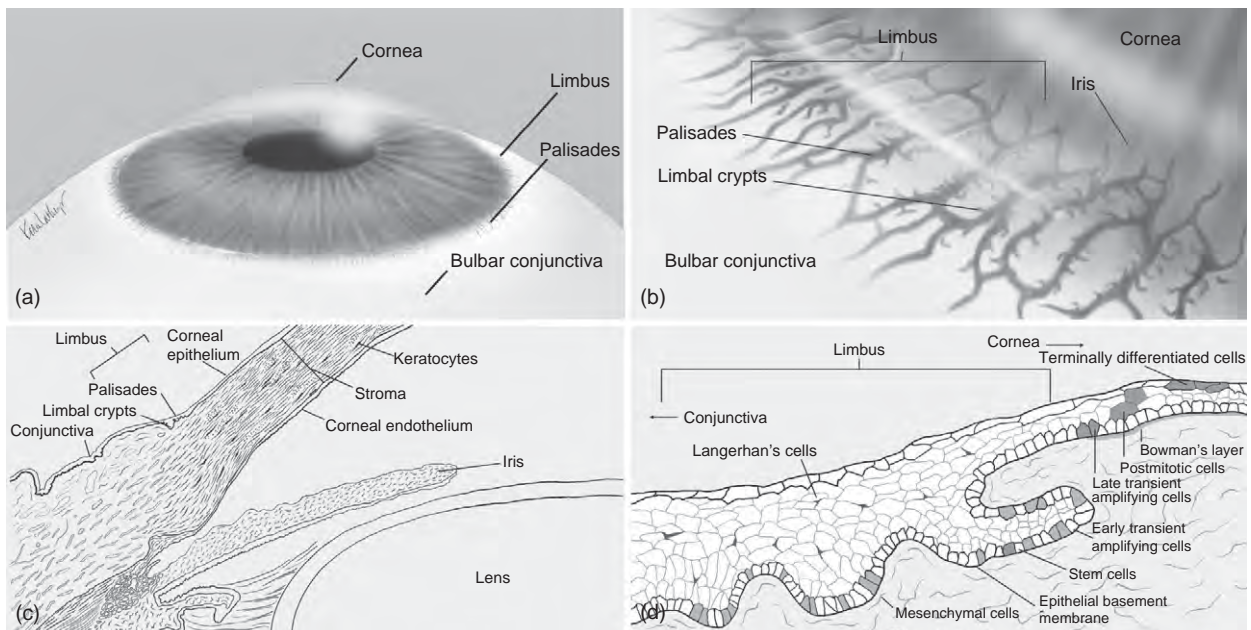 Cornea
Limbus
Palisades
Bulbar conjunctiva
(a)
Limbus
Cornea
Iris
Palisades
Limbal crypts
Bulbar conjunctiva
(b)
Limbus
Corneal
epithelium
Keratocytes
Palisades
Stroma
Limbal crypts
Conjunctiva
Corneal endothelium
Iris
Lens
(c)
Cornea
Limbus
Terminally differentiated cells
Conjunctiva
Langerhan's cells
Bowman's layer
Postmitotic cells
Late transient
amplifying cells
Early transient
amplifying cells
Stem cells
Epithelial basement
membrane
Mesenchymal cells
(d)